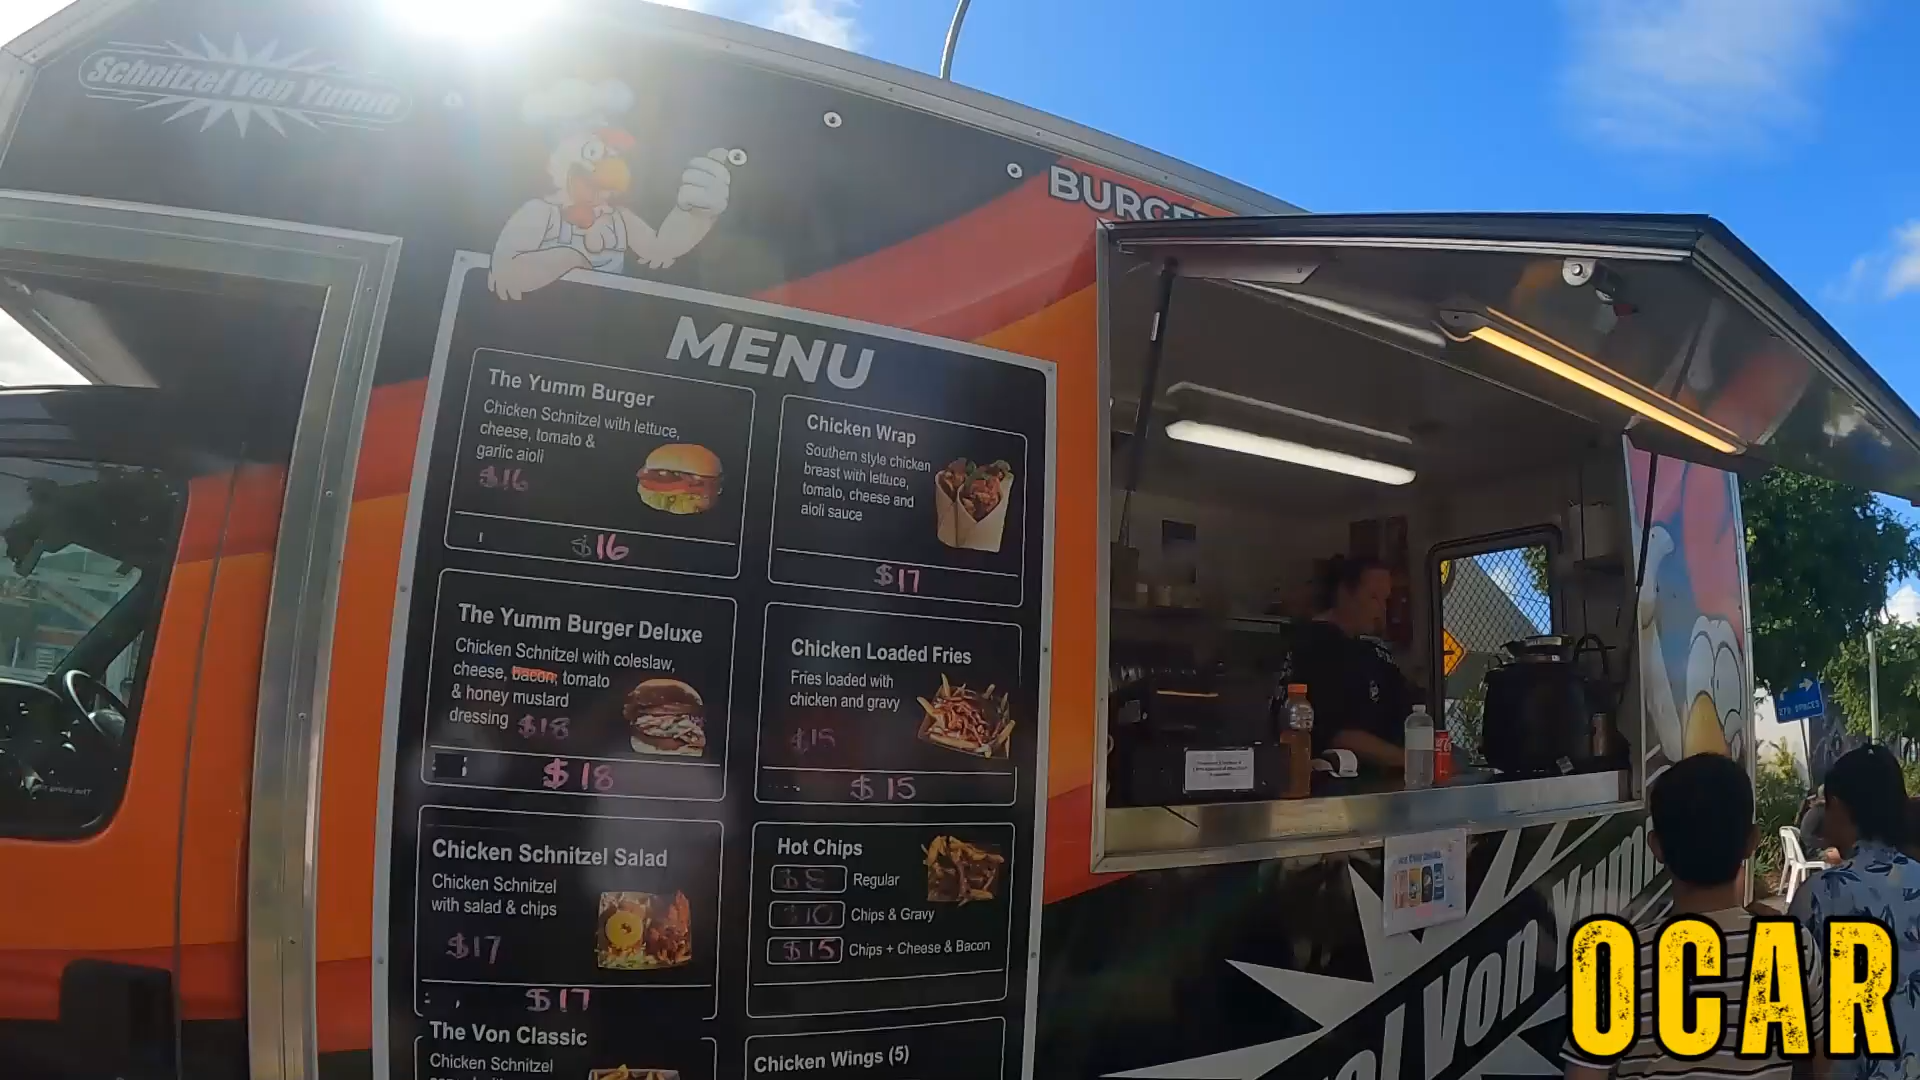 Schnitzel Von Yumm
BURGE
MENU
The Yumm Burger
Chicken Schnitzel with lettuce,
cheese, tomato &
garlic aioli
$16
$16
Chicken Wrap
Southern style chicken
breast with lettuce,
tomato, cheese and
aioli sauce
$17
The Yumm Burger Deluxe
Chicken Schnitzel with coleslaw,
cheese, bacon, tomato
& honey mustard
dressing $18
$18
Chicken Loaded Fries
Fries loaded with
chicken and gravy
$15
$15
Chicken Schnitzel Salad
Chicken Schnitzel
with salad & chips
$17
$17
Hot Chips
$8 Regular
$10 Chips & Gravy
$15 Chips + Cheese & Bacon
The Von Classic
Chicken Schnitzel
Chicken Wings (5)
el Von Yumm
OCAR